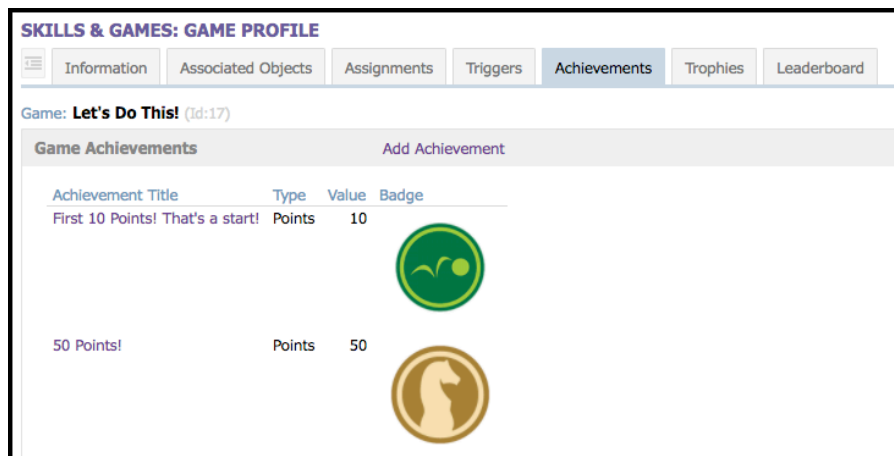 SKILLS & GAMES: GAME PROFILE
Information Associated Objects Assignments Triggers Achievements Trophies Leaderboard
Game: Let's Do This! (Id:17)
Game Achievements Add Achievement
Achievement Title Type Value Badge
First 10 Points! That's a start! Points 10
50 Points! Points 50